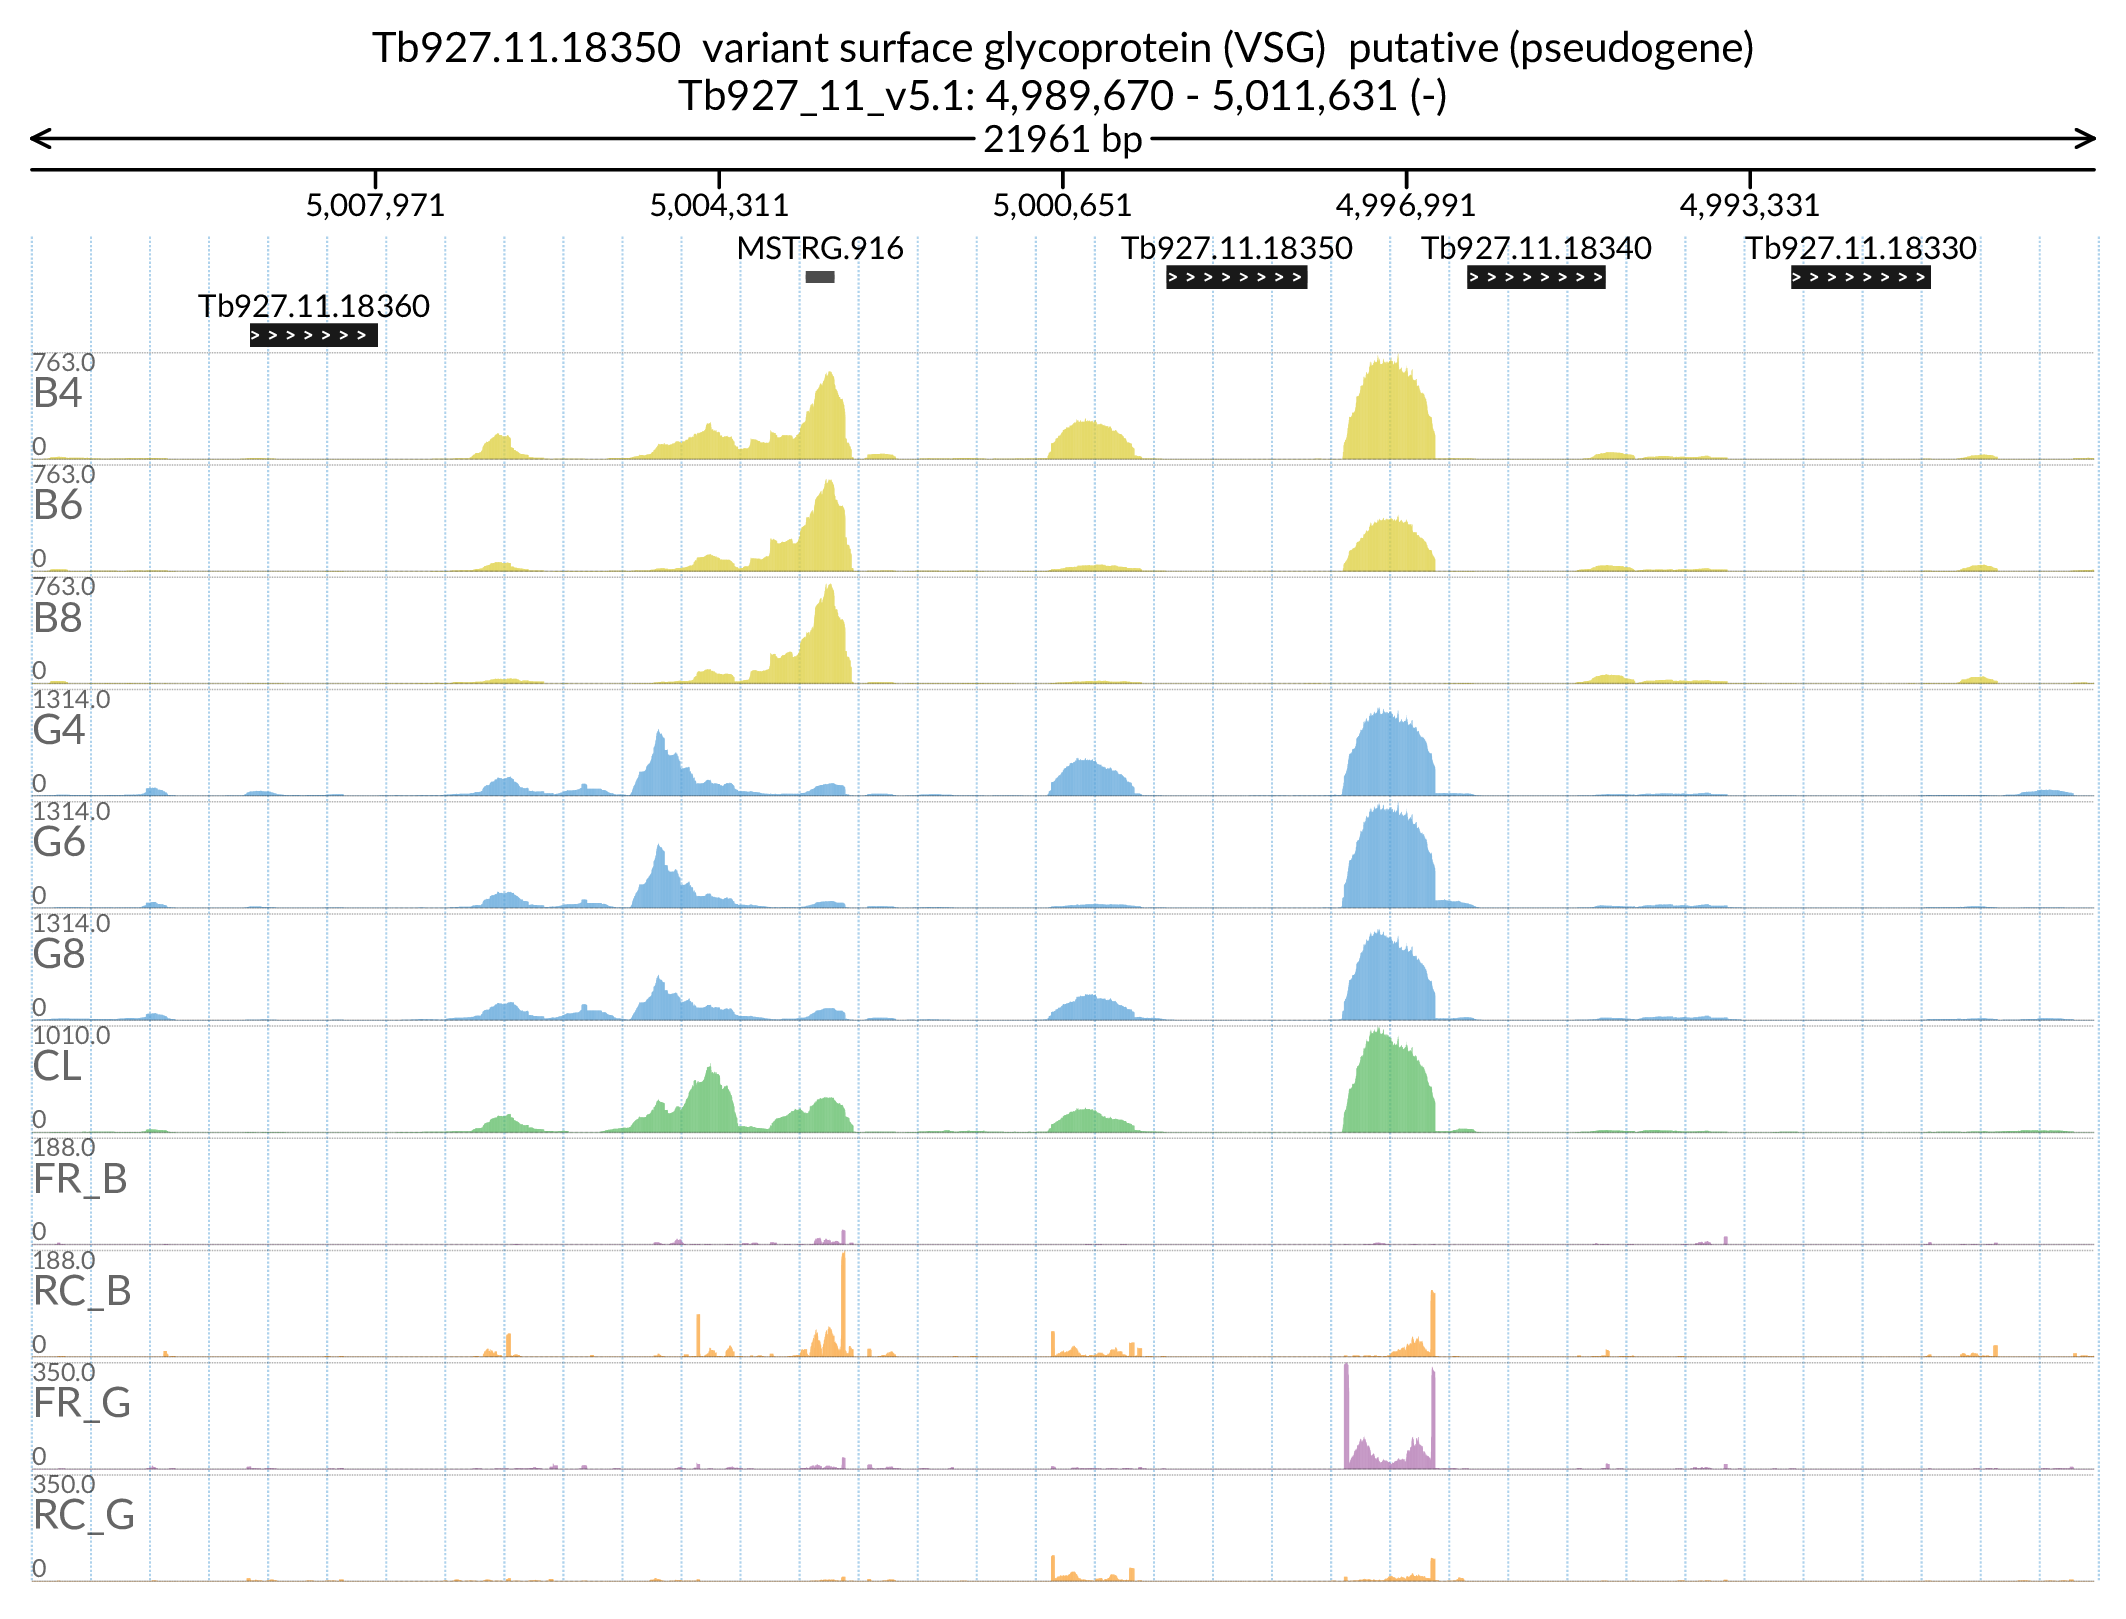 Tb927.11.18350  variant surface glycoprotein (VSG)  putative (pseudogene)
Tb927_11_v5.1: 4,989,670 - 5,011,631 (-)
21961 bp
5,007,971 5,004,311 5,000,651 4,996,991 4,993,331
MSTRG.916 Tb927.11.18350 Tb927.11.18340 Tb927.11.18330
Tb927.11.18360
763.0
B4
0
763.0
B6
0
763.0
B8
0
1314.0
G4
0
1314.0
G6
0
1314.0
G8
0
1010.0
CL
0
188.0
FR_B
0
188.0
RC_B
0
350.0
FR_G
0
350.0
RC_G
0